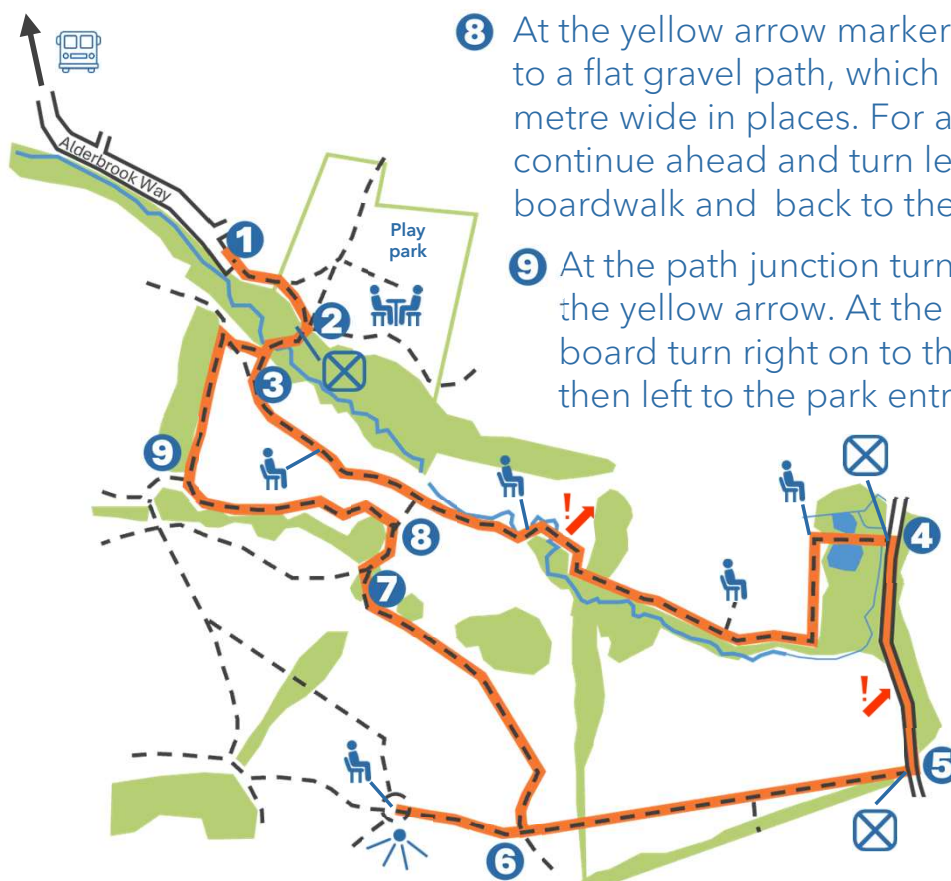 8 At the yellow arrow marker
to a flat gravel path, which
metre wide in places. For a
continue ahead and turn le
boardwalk and back to the
9 At the path junction turn
the yellow arrow. At the
board turn right on to th
then left to the park entr
Alderbrook Way
Play
park
1
2
3
!
9
8
4
7
!
5
6